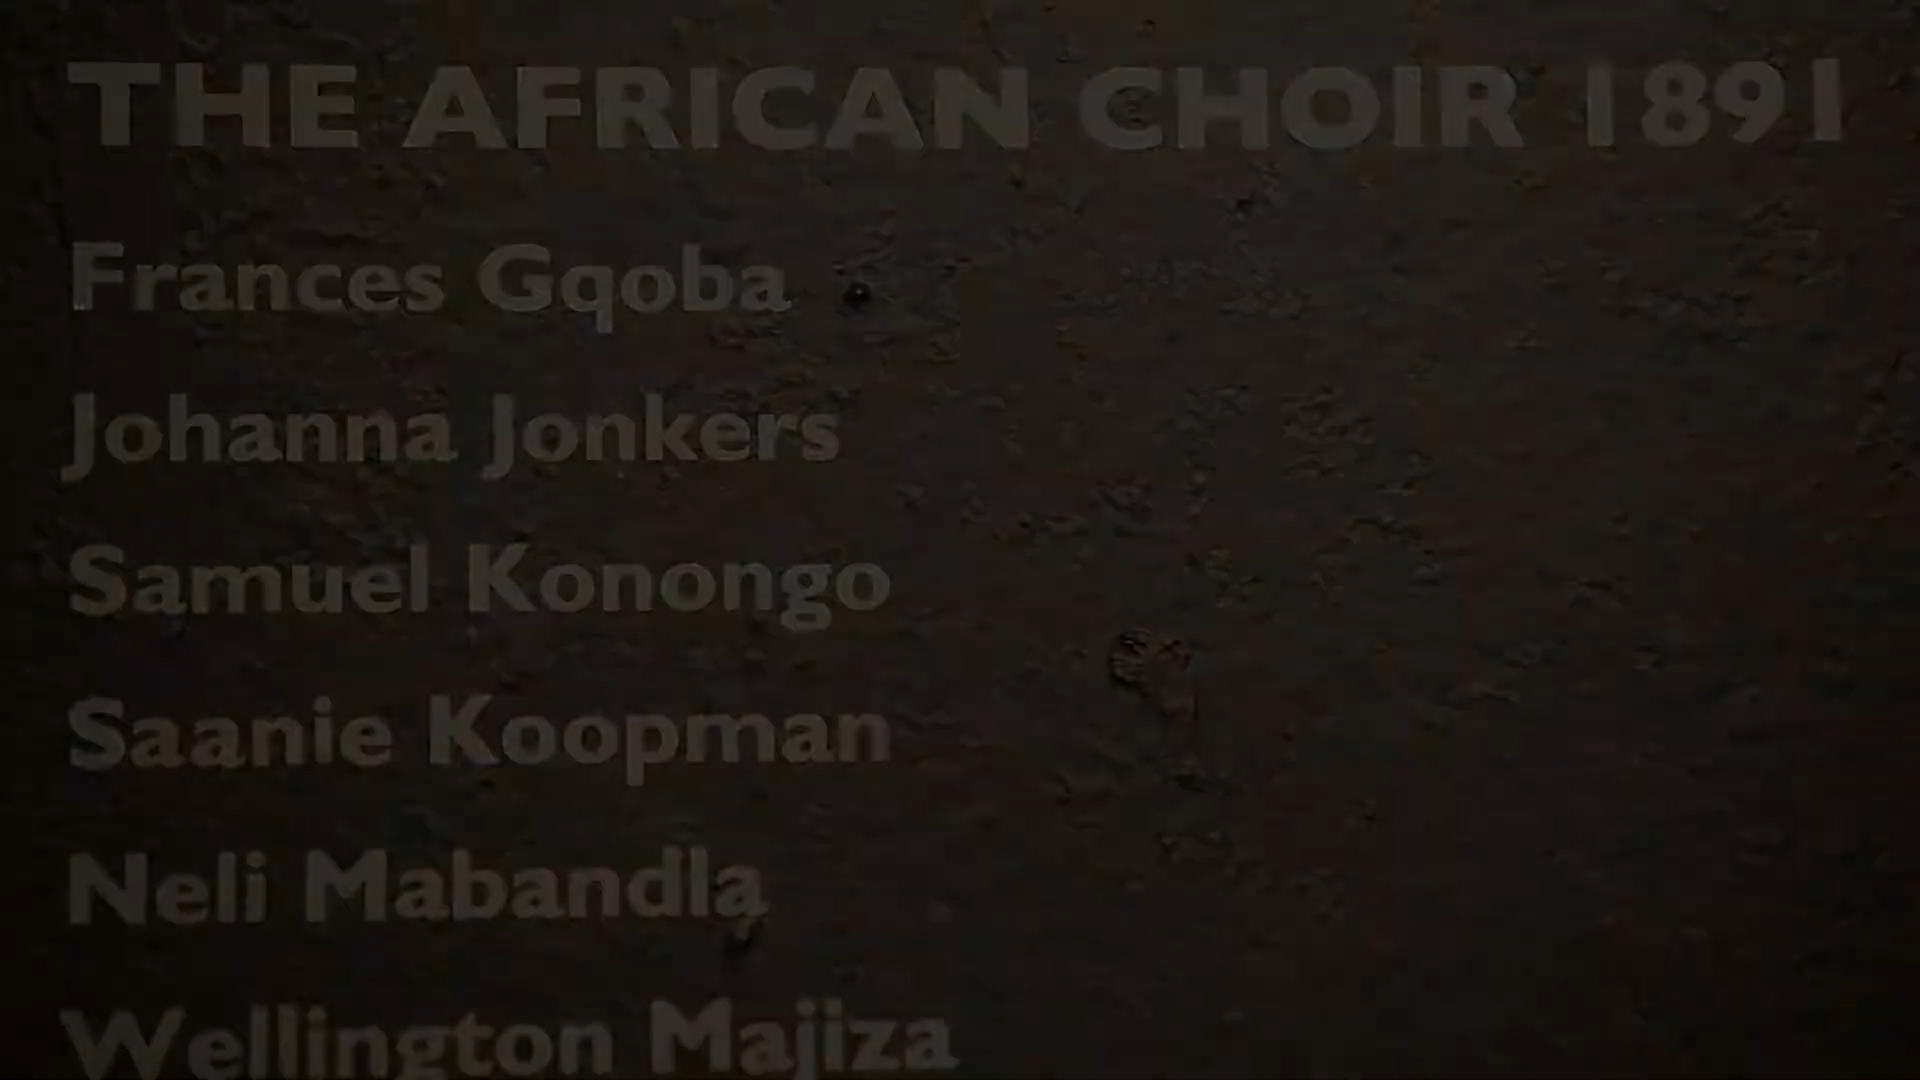 THE AFRICAN CHOIR 1891
Frances Gqoba
Johanna Jonkers
Samuel Konongo
Saanie Koopman
Neli Mabandla
Wellington Majiza